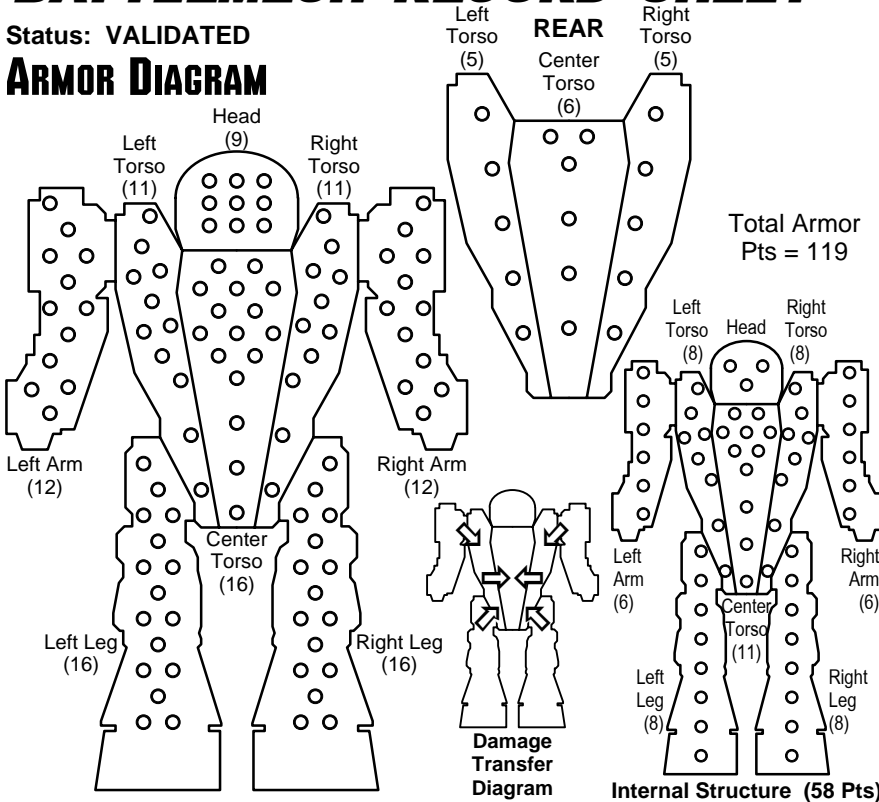 BATTLEMECH RECORD SHEET
Status: VALIDATED
ARMOR DIAGRAM
Head
(9)
Left
Torso
(11)
Right
Torso
(11)
Left Arm
(12)
Right Arm
(12)
Center
Torso
(16)
Left Leg
(16)
Right Leg
(16)
Left
Torso
(5)
REAR
Center
Torso
(6)
Right
Torso
(5)
Total Armor
Pts = 119
Damage
Transfer
Diagram
Left
Torso
(8)
Head
Right
Torso
(8)
Left
Arm
(6)
Right
Arm
(6)
Center
Torso
(11)
Left
Leg
(8)
Right
Leg
(8)
Internal Structure (58 Pts)